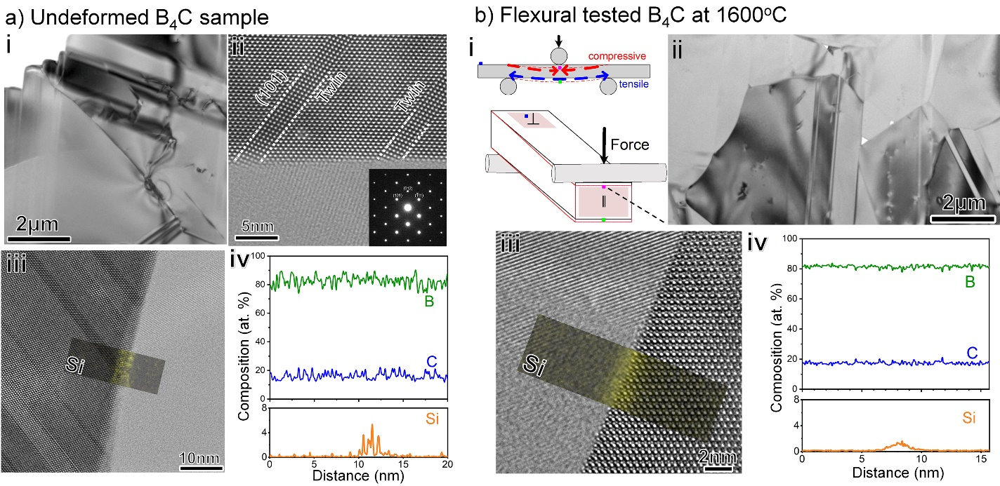 a) Undeformed B₄C sample
i
2μm
ii
(101)
Twin
Twin
(012)
(101)
(1̄11)
5nm
iii
Si
10nm
iv
100
80
60
40
20
0
B
C
Composition (at. %)
8
4
0
Si
0 5 10 15 20
Distance (nm)
b) Flexural tested B₄C at 1600°C
i
compressive
tensile
⊥
Force
||
ii
2μm
iii
Si
2nm
iv
100
80
60
40
20
0
B
C
Composition (at. %)
8
4
0
Si
0 5 10 15
Distance (nm)